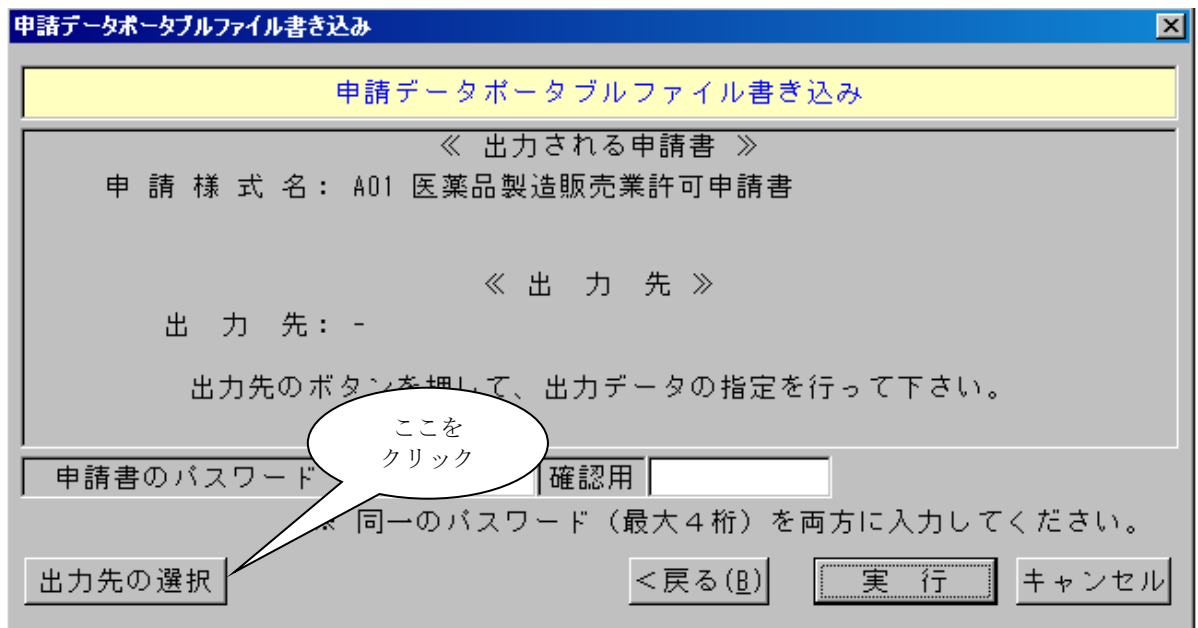 申請データポータブルファイル書き込み
申請データポータブルファイル書き込み
≪ 出力される申請書 ≫
申 請 様 式 名： A01 医薬品製造販売業許可申請書
≪ 出 力 先 ≫
出 力 先： -
出力先のボタンを押して、出力データの指定を行って下さい。
ここを
クリック
申請書のパスワード 確認用
※ 同一のパスワード（最大４桁）を両方に入力してください。
出力先の選択 <戻る(B) 実 行 キャンセル